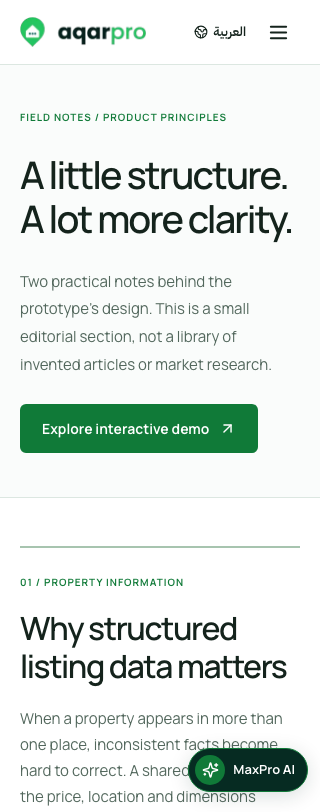 aqarpro
العربية
FIELD NOTES / PRODUCT PRINCIPLES
A little structure.
A lot more clarity.
Two practical notes behind the
prototype's design. This is a small
editorial section, not a library of
invented articles or market research.
Explore interactive demo
01 / PROPERTY INFORMATION
Why structured
listing data matters
When a property appears in more than
one place, inconsistent facts become
hard to correct. A shared
MaxPro AI
the price, location and dimensions